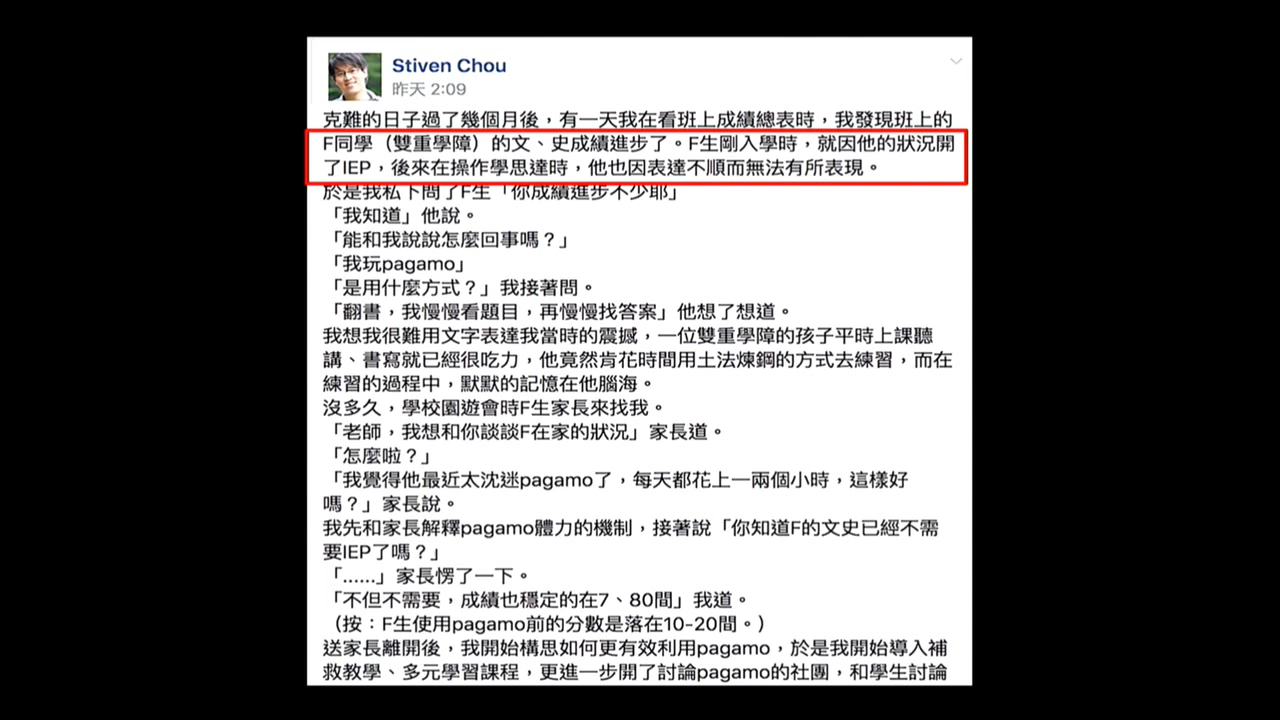 Stiven Chou
昨天 2:09
克難的日子過了幾個月後，有一天我在看班上成績總表時，我發現班上的
F同學（雙重學障）的文、史成績進步了。F生剛入學時，就因他的狀況開
了IEP，後來在操作學思達時，他也因表達不順而無法有所表現。
於是我私下問了F生「你成績進步不少耶」
「我知道」他說。
「能和我說說怎麼回事嗎？」
「我玩pagamo」
「是用什麼方式？」我接著問。
「翻書，我慢慢看題目，再慢慢找答案」他想了想道。
我想我很難用文字表達我當時的震撼，一位雙重學障的孩子平時上課聽
講、書寫就已經很吃力，他竟然肯花時間用土法煉鋼的方式去練習，而在
練習的過程中，默默的記憶在他腦海。
沒多久，學校園遊會時F生家長來找我。
「老師，我想和你談談F在家的狀況」家長道。
「怎麼啦？」
「我覺得他最近太沈迷pagamo了，每天都花上一兩個小時，這樣好
嗎？」家長說。
我先和家長解釋pagamo體力的機制，接著說「你知道F的文史已經不需
要IEP了嗎？」
「......」家長愣了一下。
「不但不需要，成績也穩定的在7、80間」我道。
（按：F生使用pagamo前的分數是落在10-20間。）
送家長離開後，我開始構思如何更有效利用pagamo，於是我開始導入補
救教學、多元學習課程，更進一步開了討論pagamo的社團，和學生討論